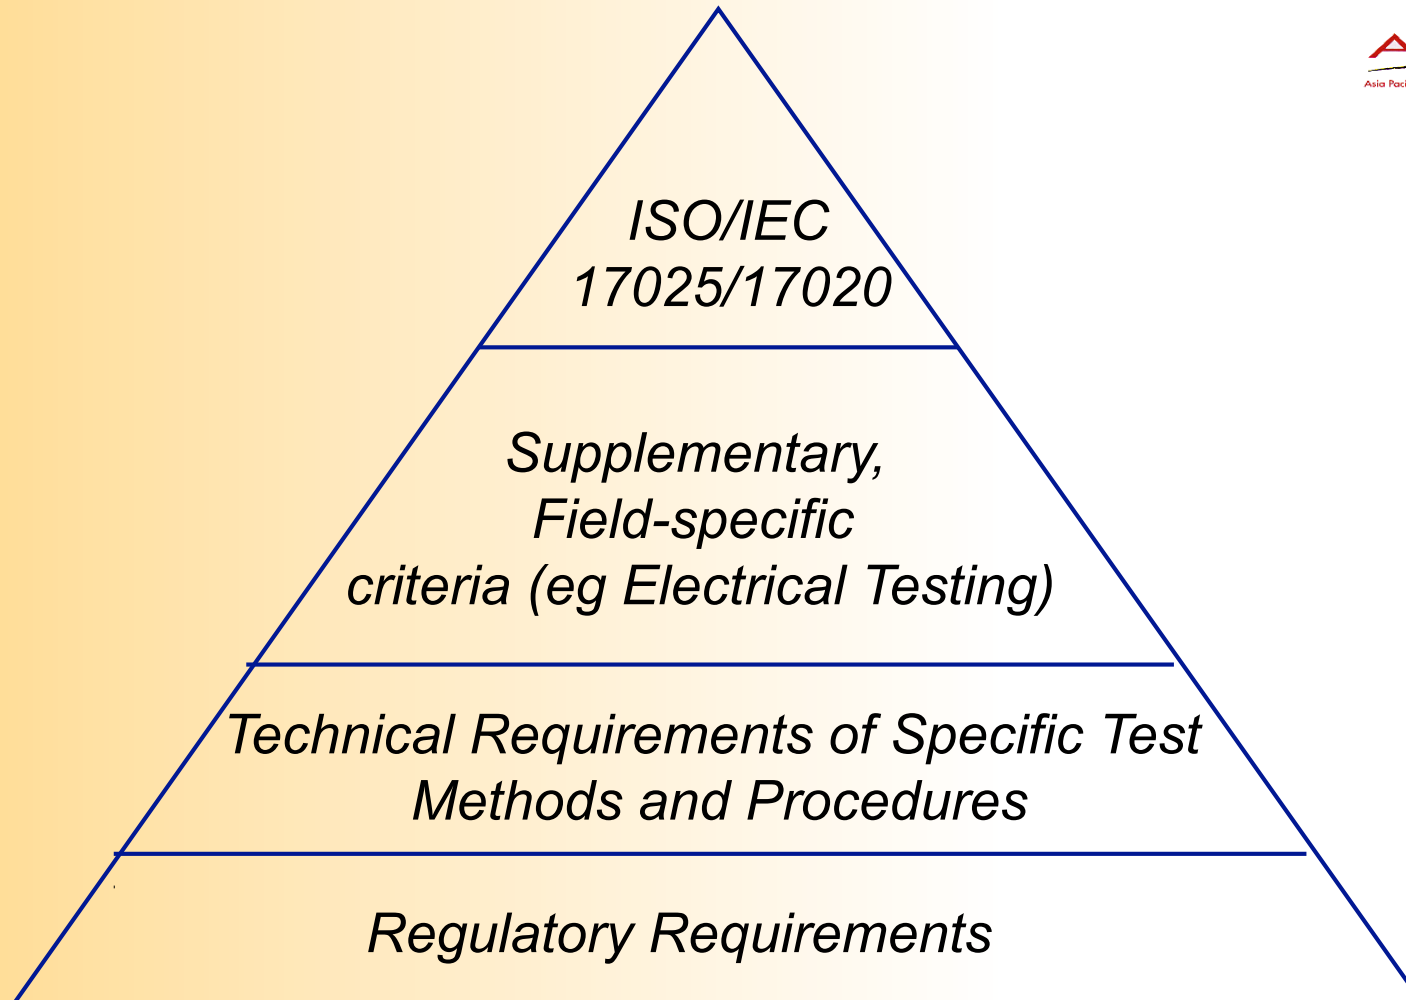 Asia
ISO/IEC
17025/17020
Supplementary,
Field-specific
criteria (eg Electrical Testing)
Technical Requirements of Specific Test
Methods and Procedures
Regulatory Requirements